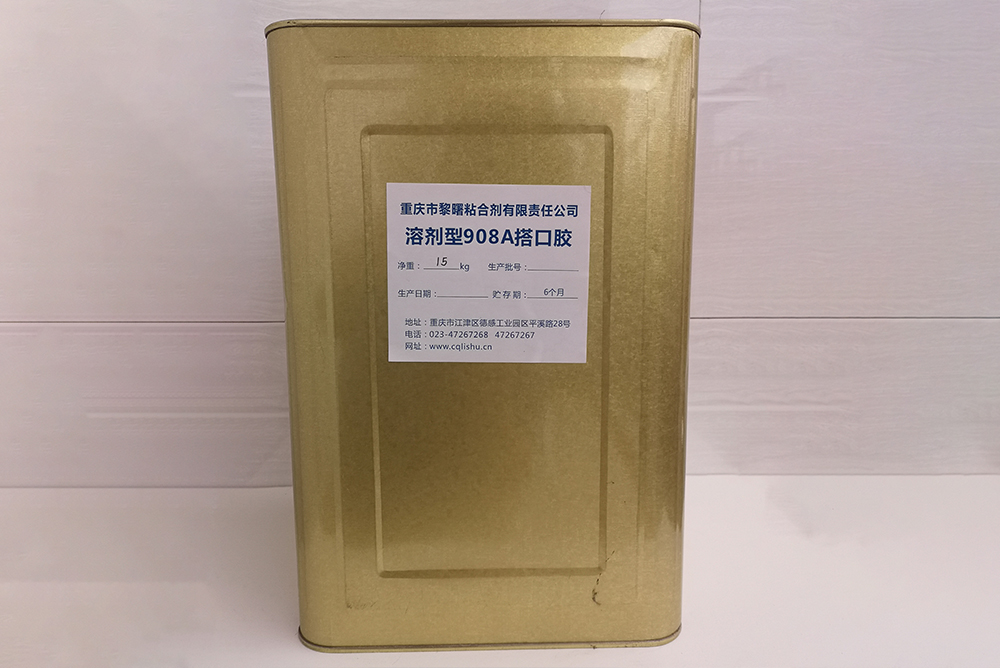 重庆市黎曙粘合剂有限责任公司
溶剂型908A搭口胶
净重：15kg 生产批号：
生产日期： 贮存期：6个月
地址：重庆市江津区德感工业园区平溪路28号
电话：023-47267268 47267267
网址：www.cqlishu.cn